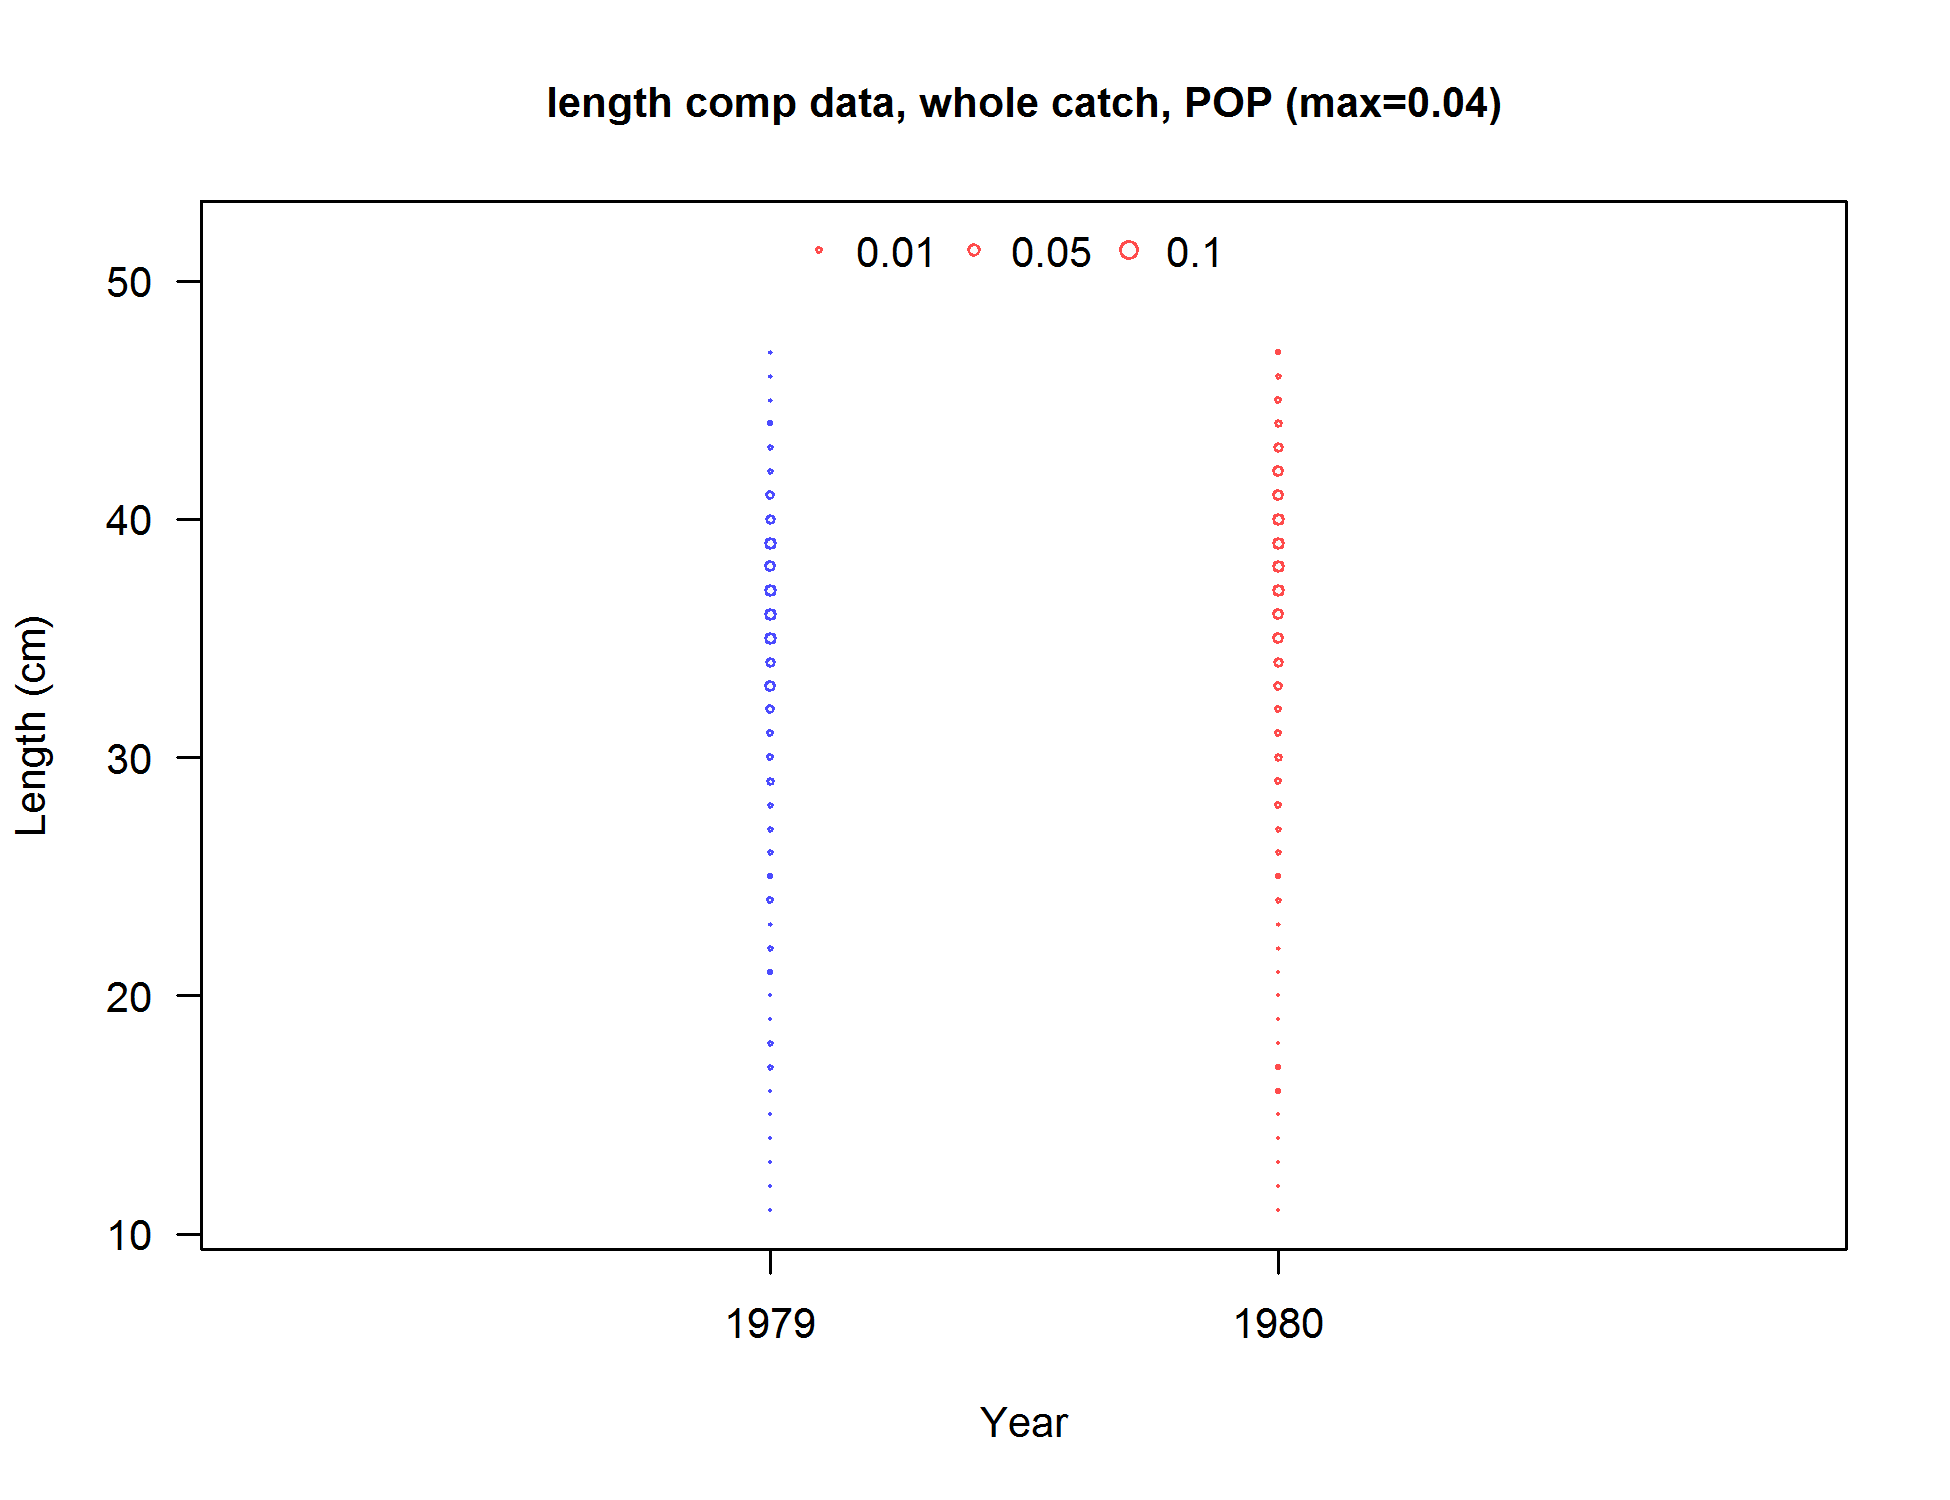 length comp data, whole catch, POP (max=0.04)
0.01 0.05 0.1
50
40
30
20
10
Length (cm)
1979 1980
Year